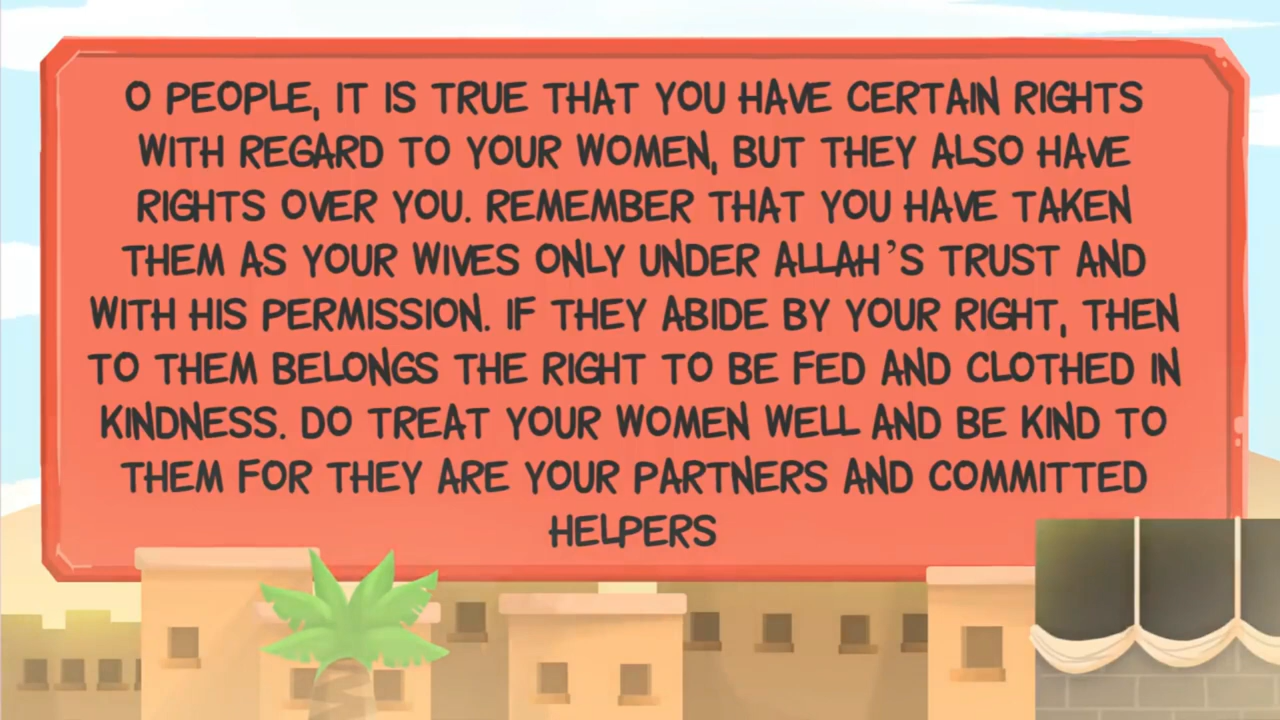 O PEOPLE, IT IS TRUE THAT YOU HAVE CERTAIN RIGHTS
WITH REGARD TO YOUR WOMEN, BUT THEY ALSO HAVE
RIGHTS OVER YOU. REMEMBER THAT YOU HAVE TAKEN
THEM AS YOUR WIVES ONLY UNDER ALLAH'S TRUST AND
WITH HIS PERMISSION. IF THEY ABIDE BY YOUR RIGHT, THEN
TO THEM BELONGS THE RIGHT TO BE FED AND CLOTHED IN
KINDNESS. DO TREAT YOUR WOMEN WELL AND BE KIND TO
THEM FOR THEY ARE YOUR PARTNERS AND COMMITTED
HELPERS